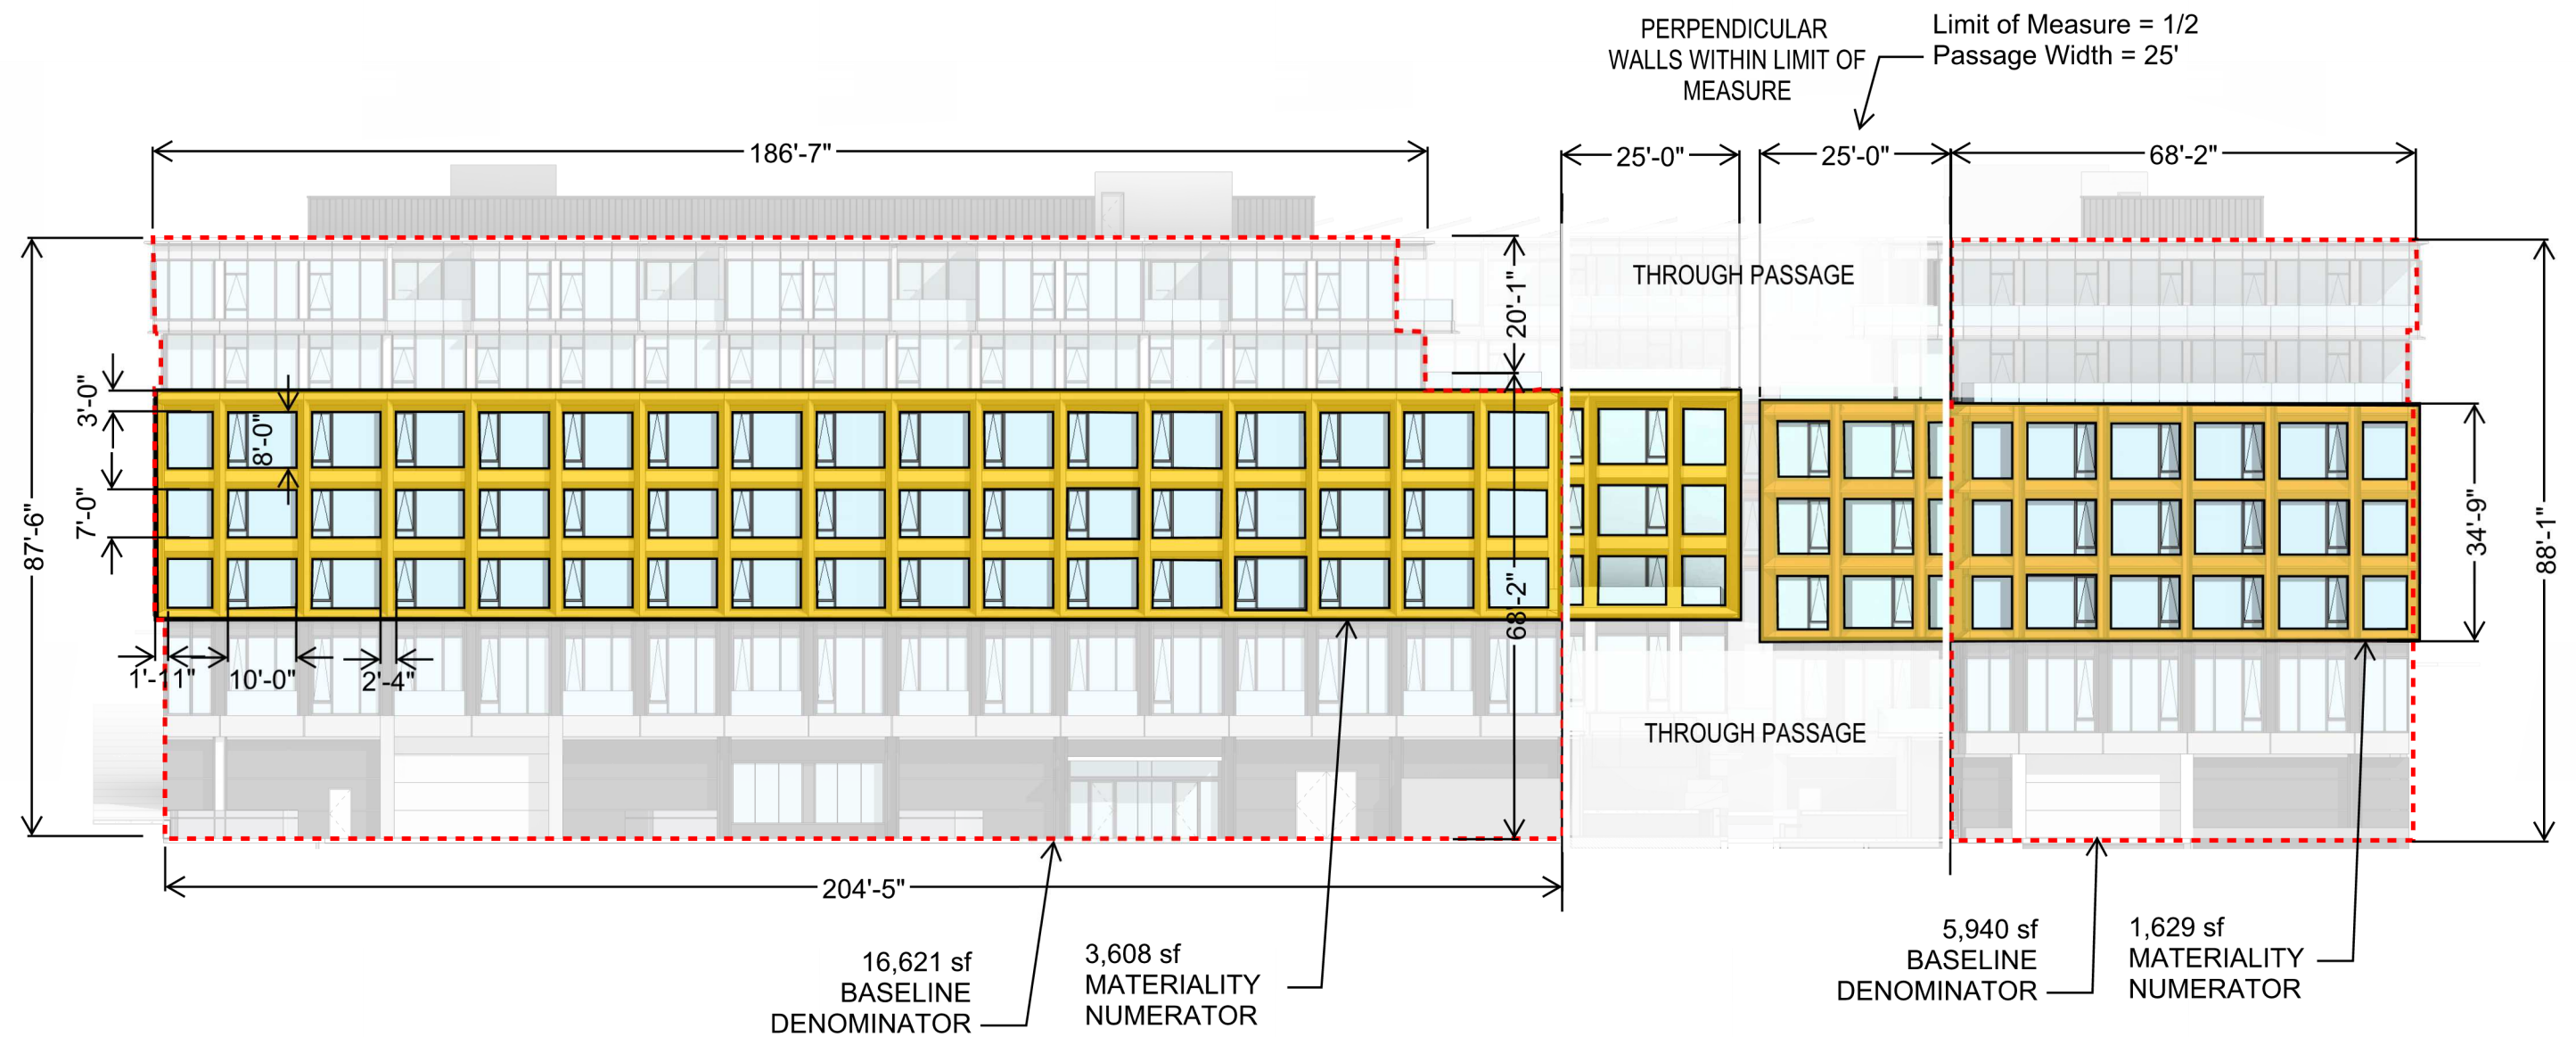 PERPENDICULAR
WALLS WITHIN LIMIT OF
MEASURE
Limit of Measure = 1/2
Passage Width = 25'
186'-7"
25'-0"
25'-0"
68'-2"
THROUGH PASSAGE
20'-1"
3'-0"
8'-0"
7'-0"
87'-6"
34'-9"
88'-1"
68'-2"
1'-11"
10'-0"
2'-4"
THROUGH PASSAGE
204'-5"
16,621 sf
BASELINE
DENOMINATOR
3,608 sf
MATERIALITY
NUMERATOR
5,940 sf
BASELINE
DENOMINATOR
1,629 sf
MATERIALITY
NUMERATOR